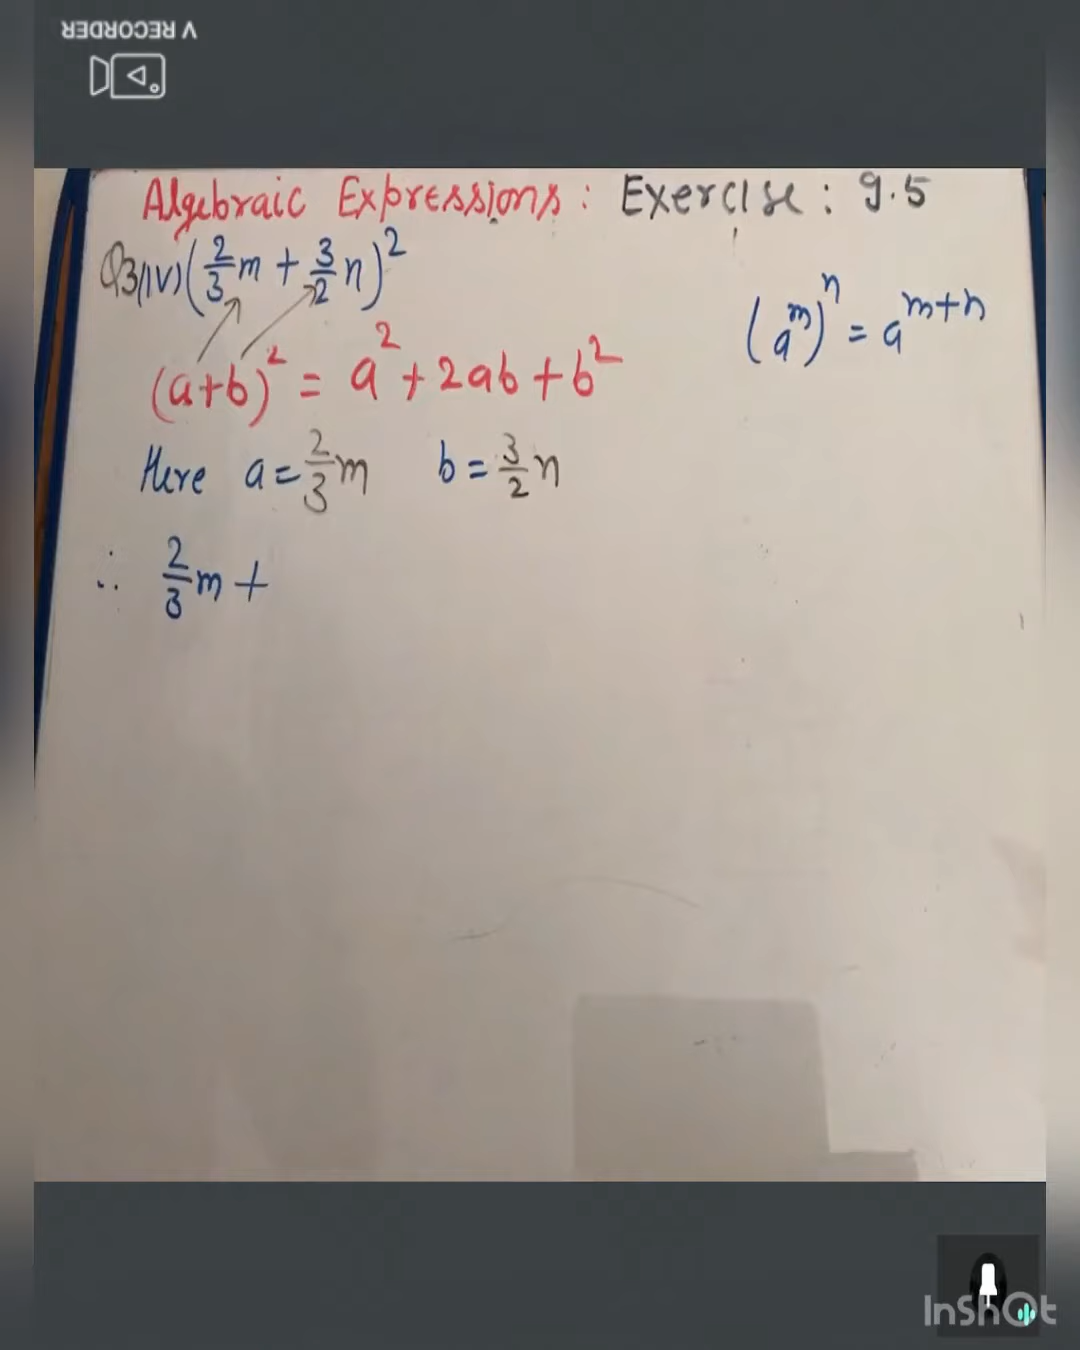 V RECORDER
Algebraic Expressions : Exercise : 9.5
Q3(IV) (2/3 m + 3/2 n)^2
(a^m)^n = a^m+n
(a+b)^2 = a^2 + 2ab + b^2
Here a = 2/3 m b = 3/2 n
∴ 2/3 m +
InShOt